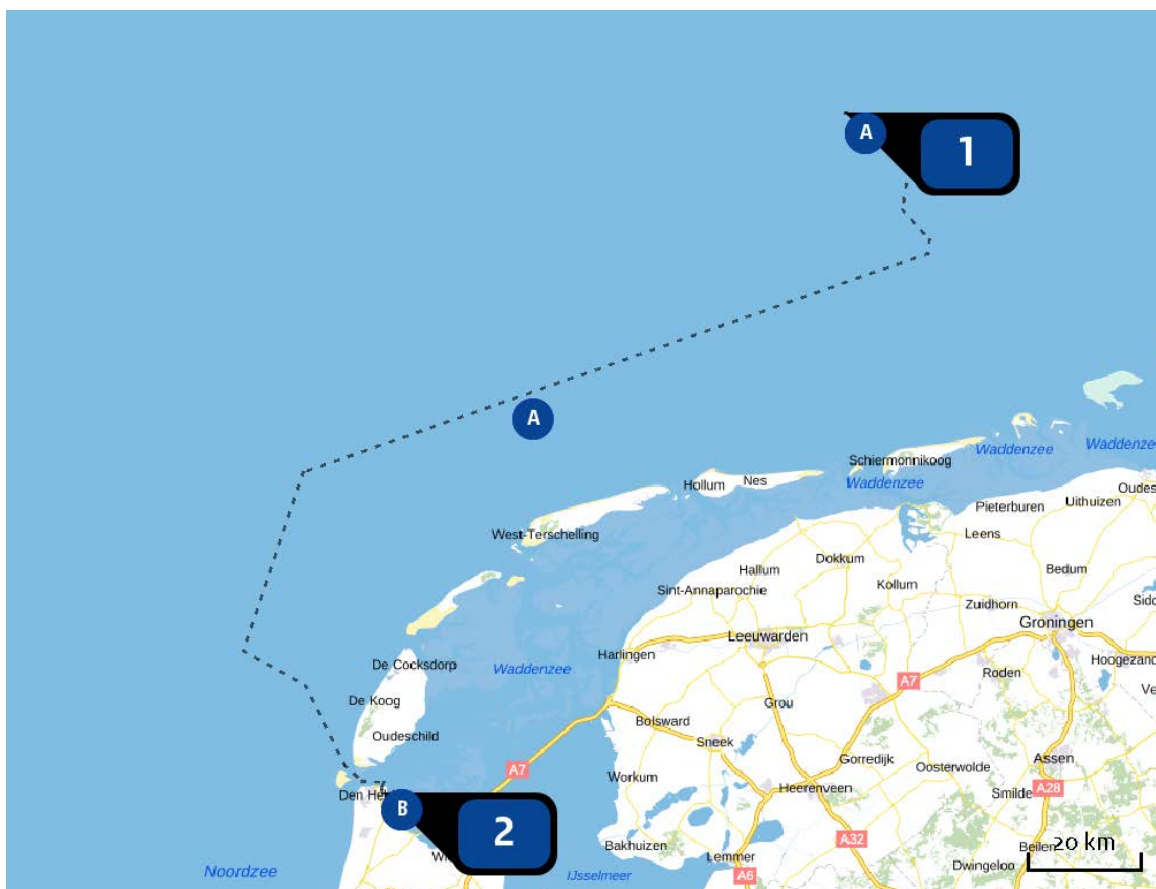 A
1
A
Schiermonnikoog
Waddenzee
Waddenzee
Hollum
Nes
Waddenzee
Pieterburen
Uithuizen
Oudes
West-Terschelling
Leens
Hallum
Dokkum
Bedum
Sint-Annaparochie
Kollum
Zuidhorn
Sidd
Groningen
Leeuwarden
De Cocksdorp
Waddenzee
Harlingen
Hoogezand
Roden
A7
Ve
De Koog
Grou
Bolsward
Oudeschild
Sneek
Gorredijk
Assen
A7
Oosterwolde
Workum
Heerenveen
Smilde
A28
Den He
B
2
A32
Bakhuizen
Lemmer
Beilen
20 km
Dwingeloo
Noordzee
IJsselmeer
A6